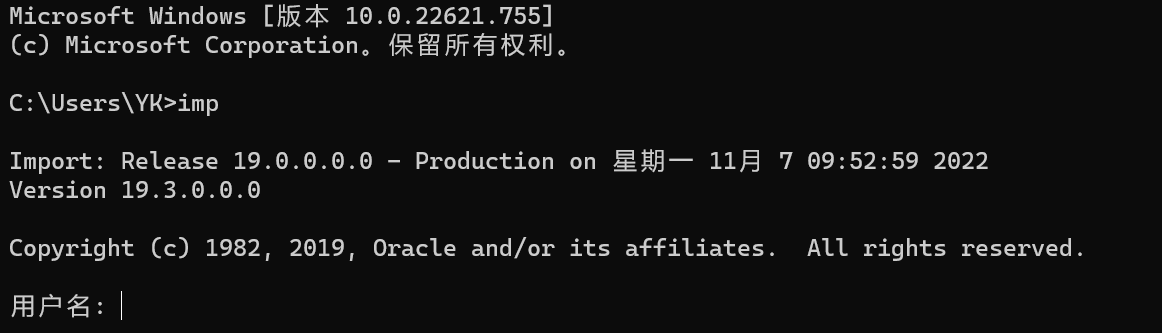 Microsoft Windows [版本 10.0.22621.755]
(c) Microsoft Corporation。保留所有权利。
C:\Users\YK>imp
Import: Release 19.0.0.0.0 - Production on 星期一 11月 7 09:52:59 2022
Version 19.3.0.0.0
Copyright (c) 1982, 2019, Oracle and/or its affiliates.  All rights reserved.
用户名: